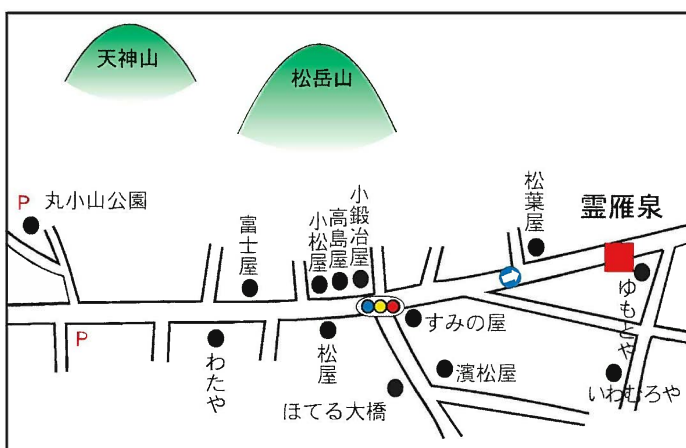 天神山
松岳山
P 丸小山公園
富士屋
小松屋
高島屋
小鍛冶屋
松葉屋
霊雁泉
P
わたや
松屋
すみの屋
ゆもとや
濱松屋
いわむろや
ほてる大橋